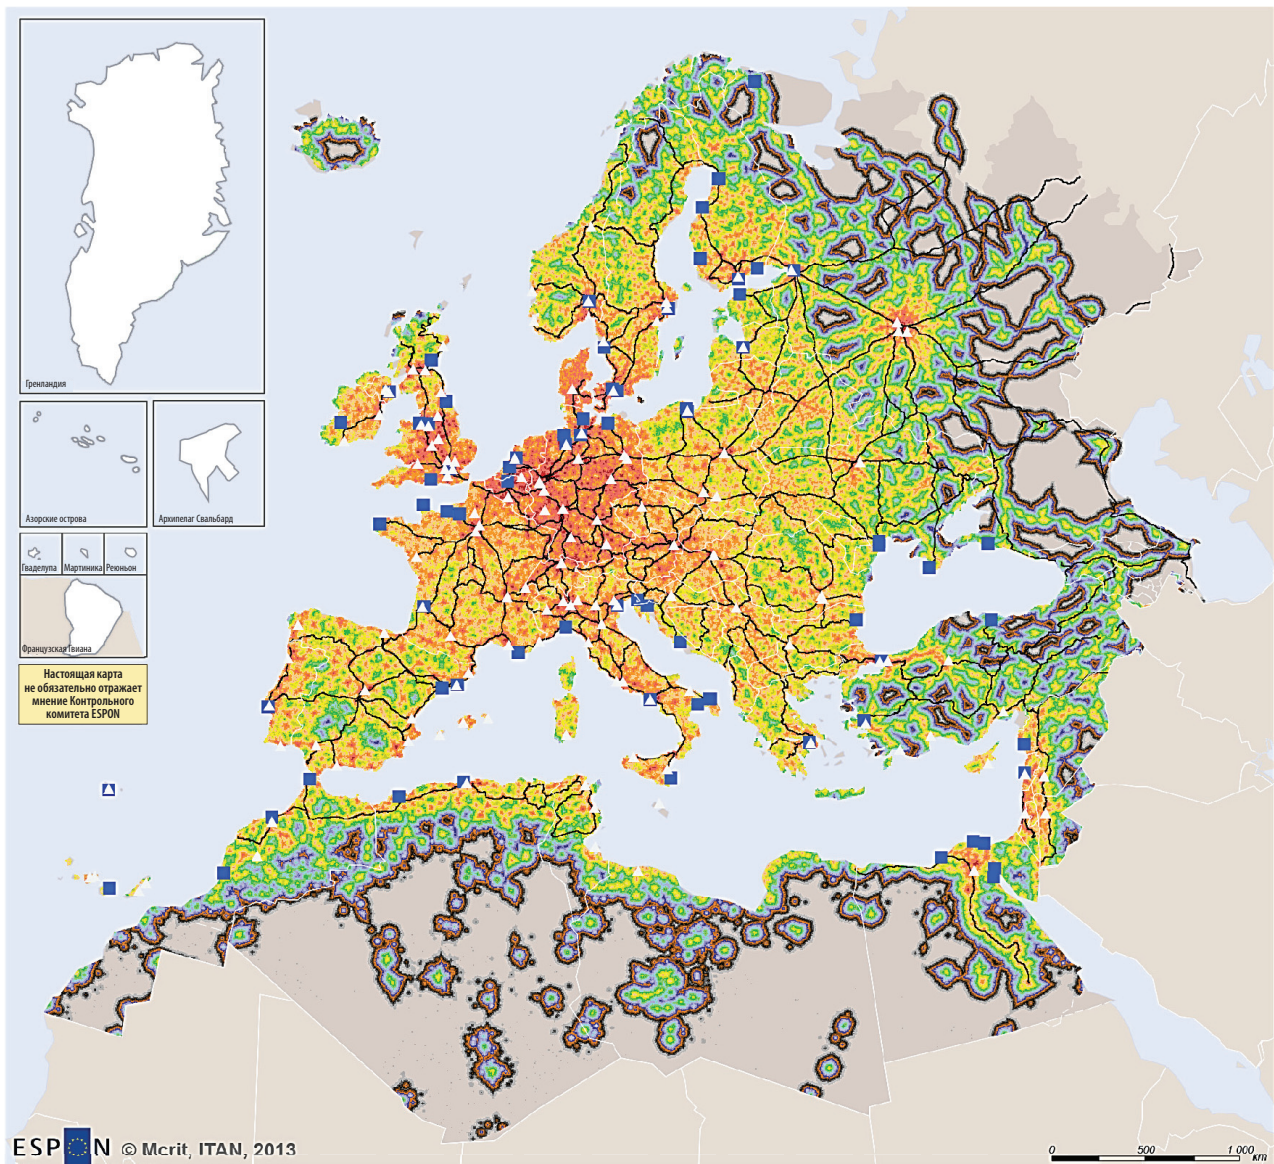 Гренландия
Азорские острова
Архипелаг Свальбард
Гваделупа
Мартиника
Реюньон
Французская Гвиана
Настоящая карта
не обязательно отражает
мнение Контрольного
комитета ESPON
ESPON © Mcrit, ITAN, 2013
0 500 1 000
km